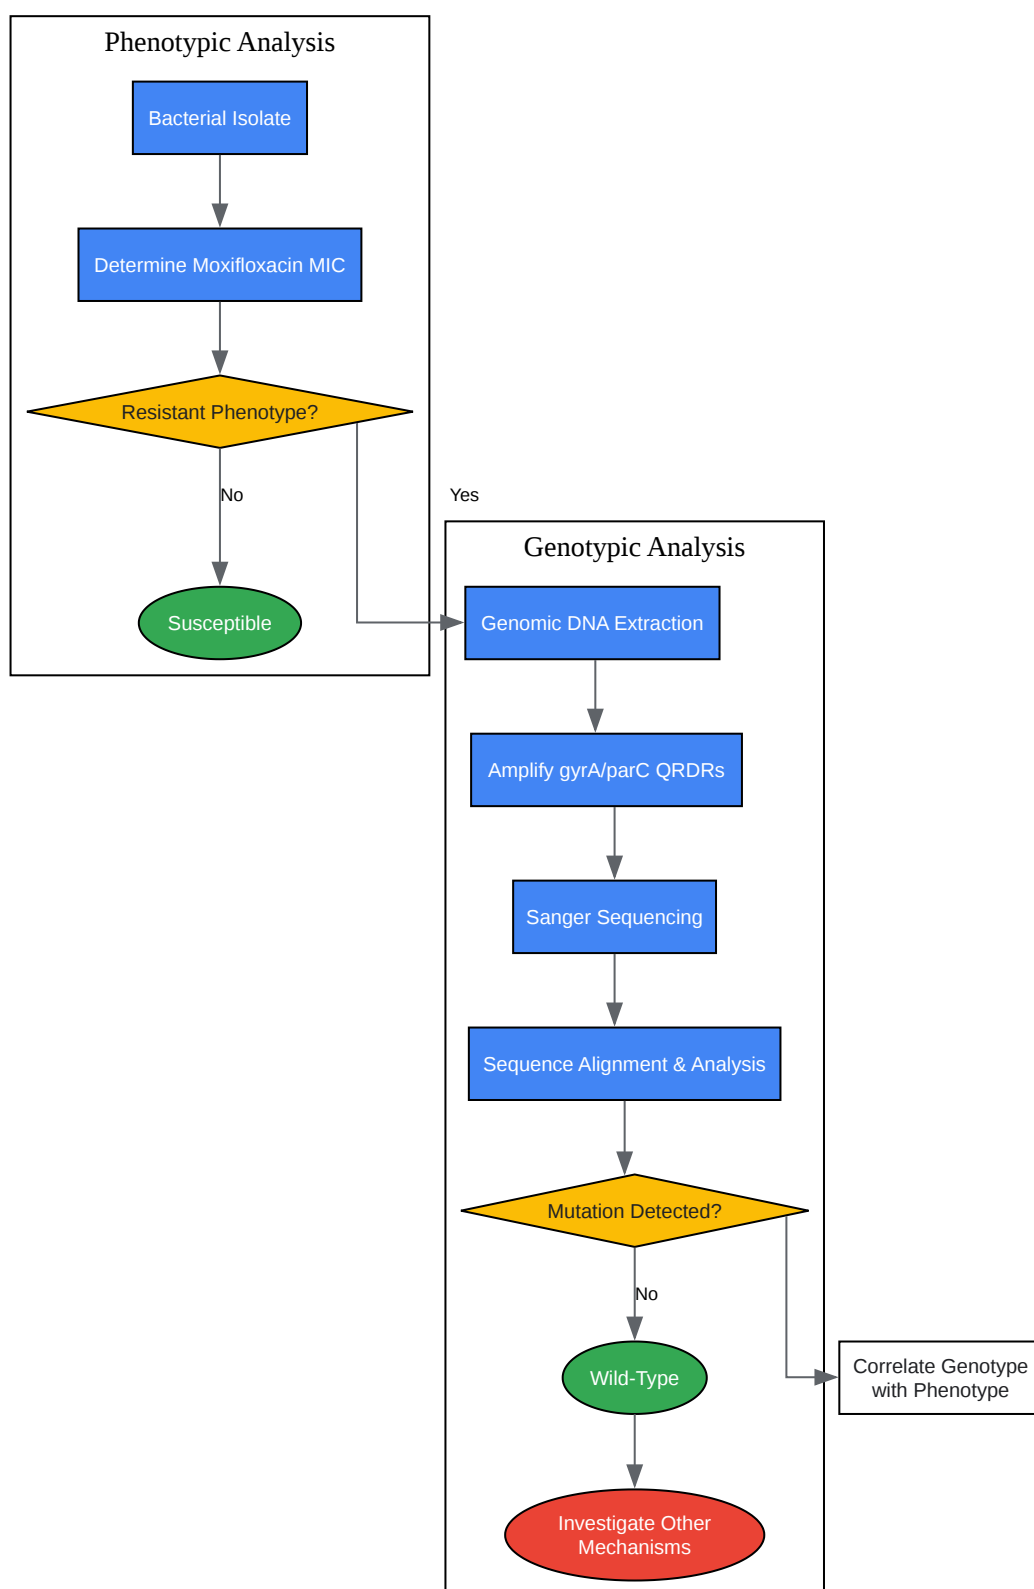 Phenotypic Analysis
Bacterial Isolate
Determine Moxifloxacin MIC
Resistant Phenotype?
No
Yes
Susceptible
Genotypic Analysis
Genomic DNA Extraction
Amplify gyrA/parC QRDRs
Sanger Sequencing
Sequence Alignment & Analysis
Mutation Detected?
No
Wild-Type
Correlate Genotype
with Phenotype
Investigate Other
Mechanisms